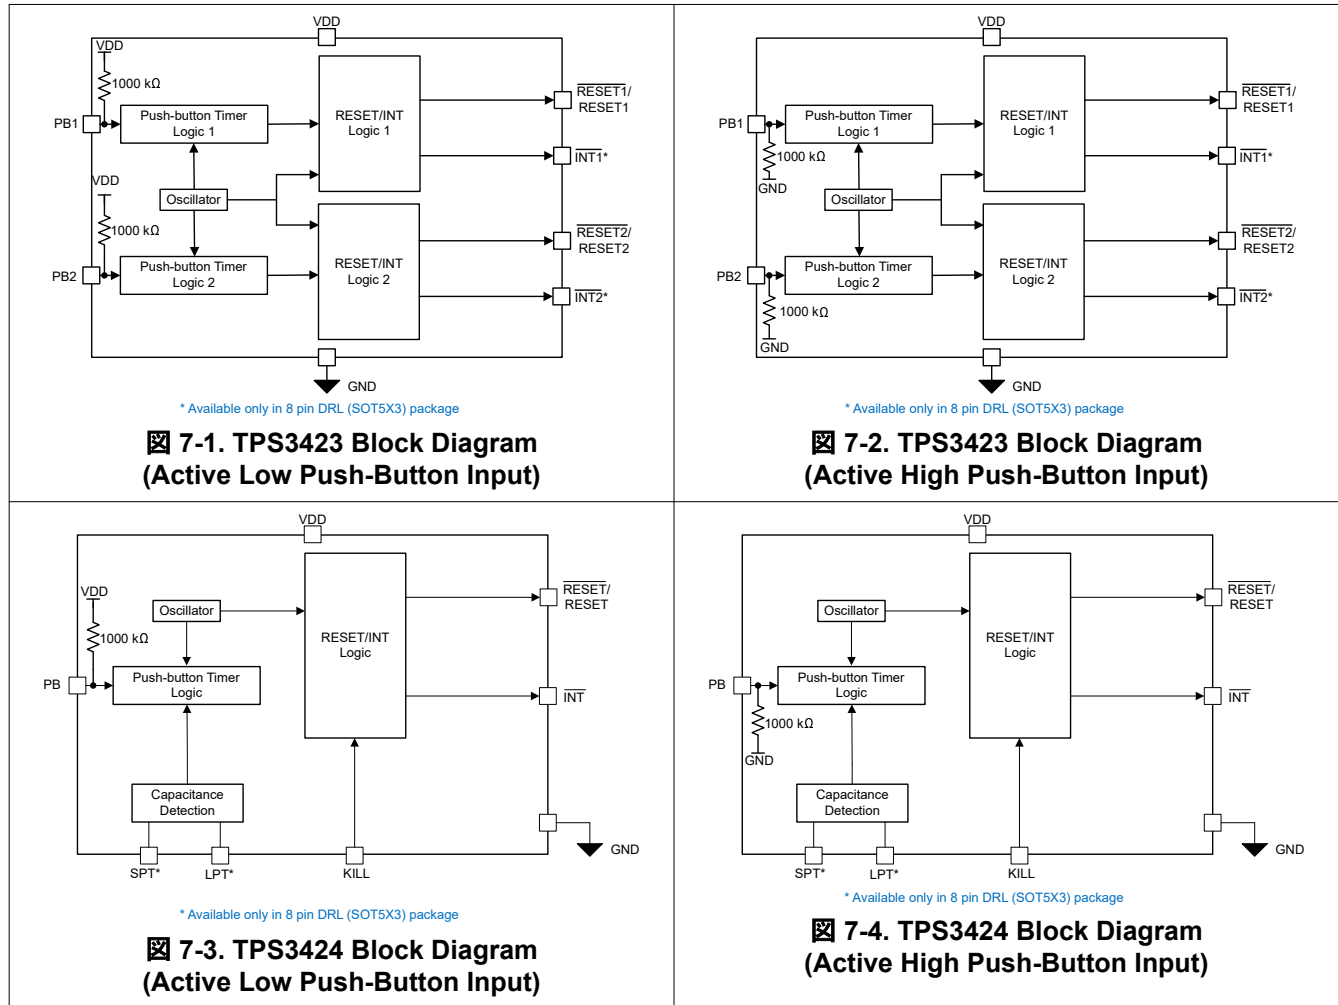 VDD
VDD
1000 kΩ
PB1
Push-button Timer
Logic 1
RESET/INT
Logic 1
RESET1/
RESET1
INT1*
VDD
Oscillator
1000 kΩ
PB2
Push-button Timer
Logic 2
RESET/INT
Logic 2
RESET2/
RESET2
INT2*
GND
* Available only in 8 pin DRL (SOT5X3) package
図 7-1. TPS3423 Block Diagram
(Active Low Push-Button Input)
VDD
PB1
Push-button Timer
Logic 1
1000 kΩ
GND
RESET/INT
Logic 1
RESET1/
RESET1
INT1*
Oscillator
PB2
Push-button Timer
Logic 2
1000 kΩ
GND
RESET/INT
Logic 2
RESET2/
RESET2
INT2*
GND
* Available only in 8 pin DRL (SOT5X3) package
図 7-2. TPS3423 Block Diagram
(Active High Push-Button Input)
VDD
VDD
1000 kΩ
Oscillator
PB
Push-button Timer
Logic
RESET/INT
Logic
RESET/
RESET
INT
Capacitance
Detection
GND
SPT*
LPT*
KILL
* Available only in 8 pin DRL (SOT5X3) package
図 7-3. TPS3424 Block Diagram
(Active Low Push-Button Input)
VDD
Oscillator
PB
Push-button Timer
Logic
1000 kΩ
GND
RESET/INT
Logic
RESET/
RESET
INT
Capacitance
Detection
GND
SPT*
LPT*
KILL
* Available only in 8 pin DRL (SOT5X3) package
図 7-4. TPS3424 Block Diagram
(Active High Push-Button Input)